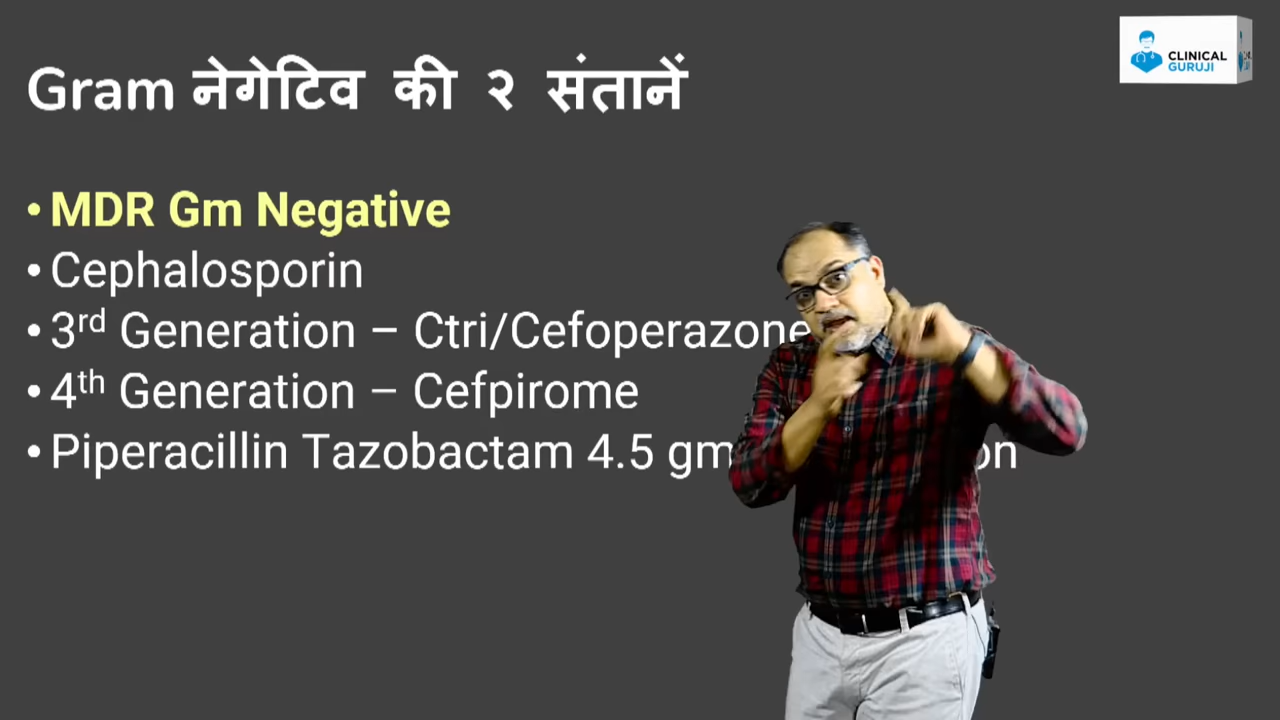 CLINICAL
GURUJI
Gram नेगेटिव की २ संतानें
• MDR Gm Negative
• Cephalosporin
• 3rd Generation – Ctri/Cefoperazone
• 4th Generation – Cefpirome
• Piperacillin Tazobactam 4.5 gm